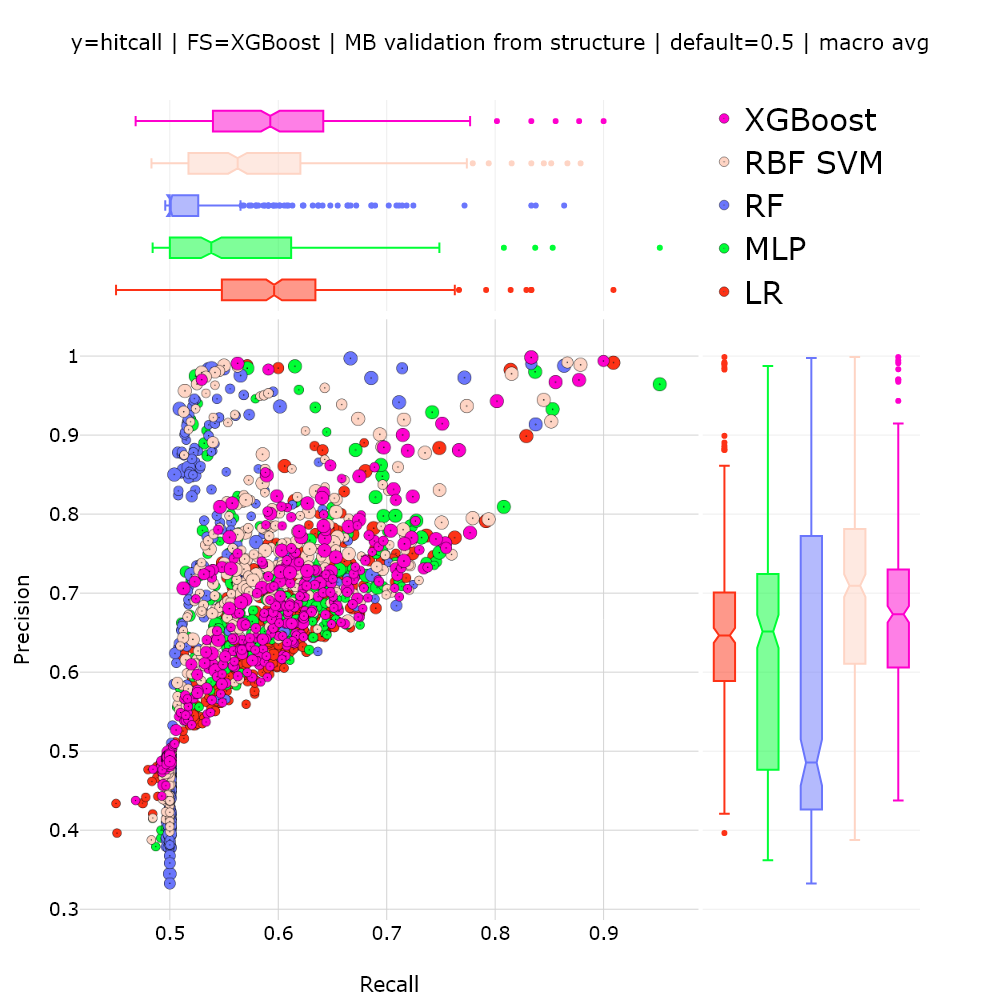 y=hitcall | FS=XGBoost | MB validation from structure | default=0.5 | macro avg
XGBoost
RBF SVM
RF
MLP
LR
1
0.9
0.8
0.7
0.6
0.5
0.4
0.3
Precision
0.5 0.6 0.7 0.8 0.9
Recall